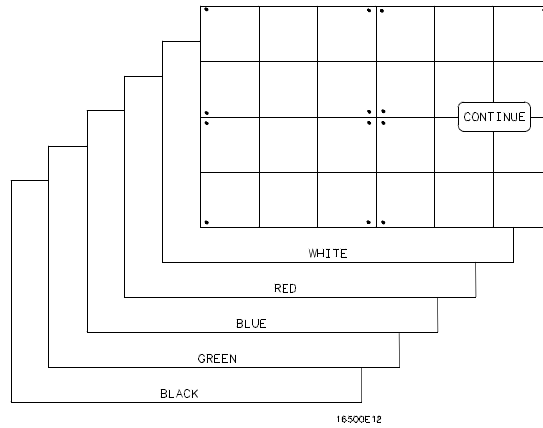 CONTINUE
WHITE
RED
BLUE
GREEN
BLACK
16500E12